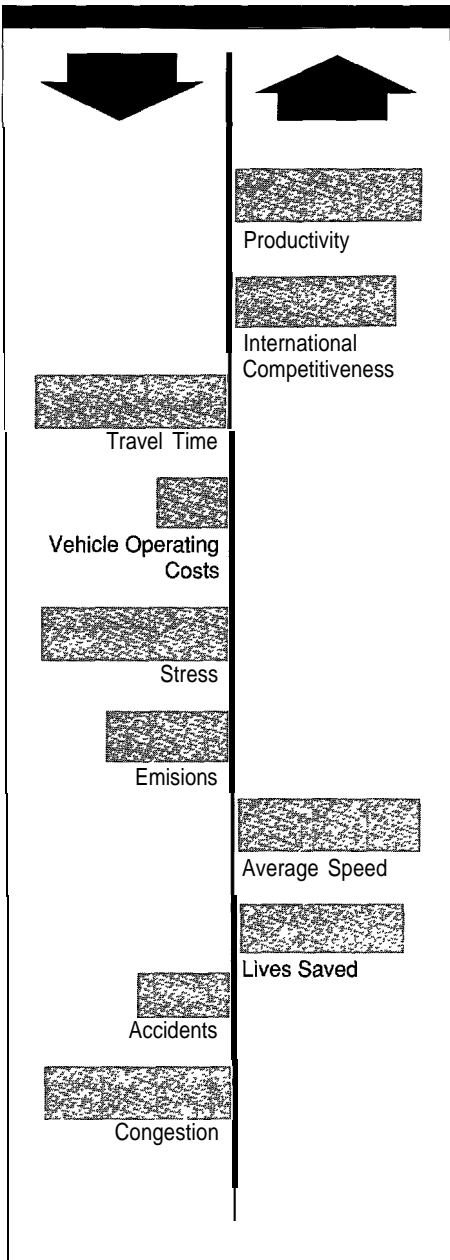 Productivity
International
Competitiveness
Travel Time
Vehicle Operating
Costs
Stress
Emisions
Average Speed
Lives Saved
Accidents
Congestion